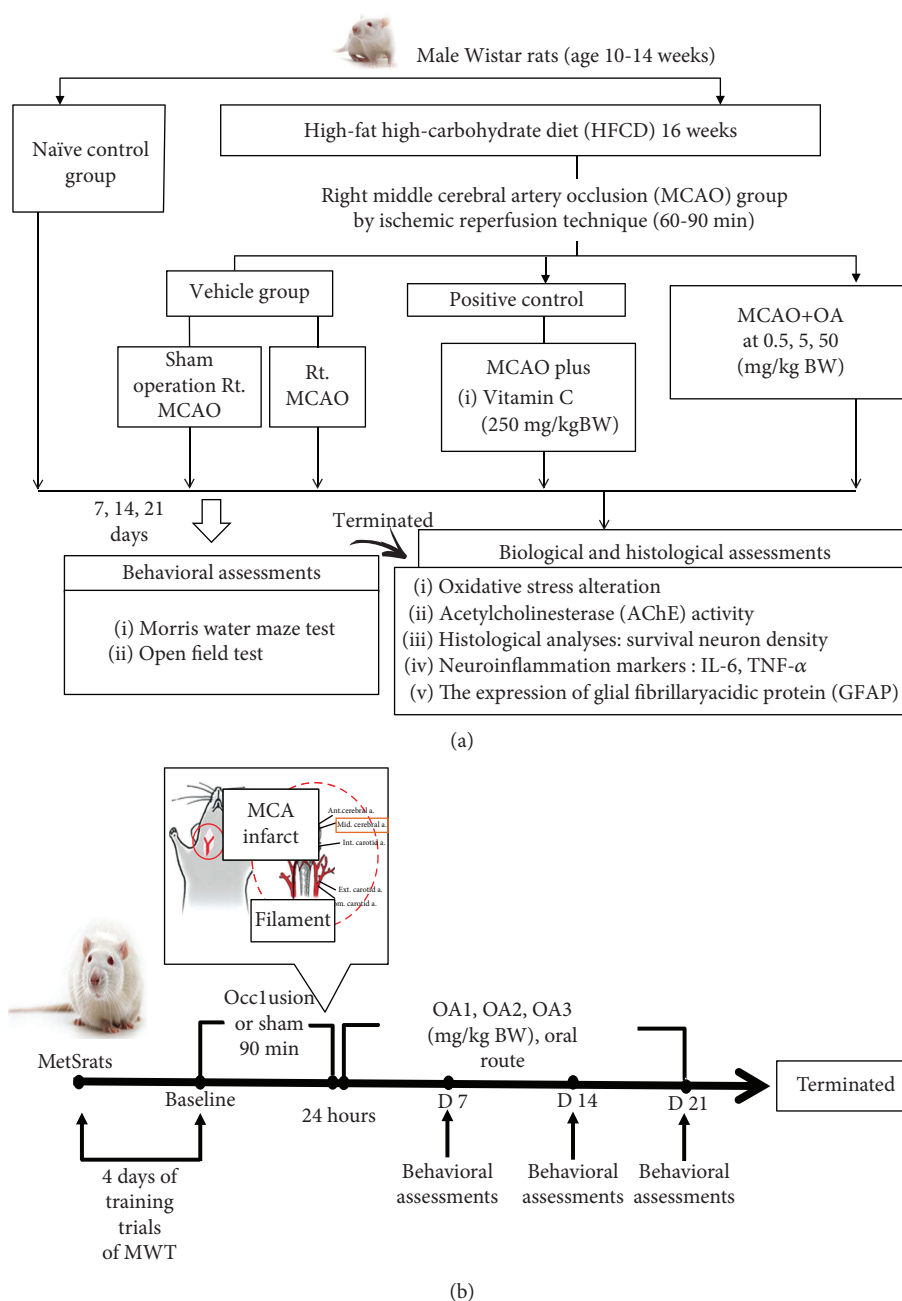 Male Wistar rats (age 10-14 weeks)
Naïve control
group
High-fat high-carbohydrate diet (HFCD) 16 weeks
Right middle cerebral artery occlusion (MCAO) group
by ischemic reperfusion technique (60-90 min)
Vehicle group
Positive control
MCAO+OA
at 0.5, 5, 50
(mg/kg BW)
Sham
operation Rt.
MCAO
Rt.
MCAO
MCAO plus
(i) Vitamin C
(250 mg/kgBW)
7, 14, 21
days
Terminated
Behavioral assessments
(i) Morris water maze test
(ii) Open field test
Biological and histological assessments
(i) Oxidative stress alteration
(ii) Acetylcholinesterase (AChE) activity
(iii) Histological analyses: survival neuron density
(iv) Neuroinflammation markers : IL-6, TNF-α
(v) The expression of glial fibrillaryacidic protein (GFAP)
(a)
MCA
infarct
Ant.cerebral a.
Mid. cerebral a.
Int. carotid a.
Ext. carotid a.
om. carotid a.
Filament
Occ1usion
or sham
90 min
OA1, OA2, OA3
(mg/kg BW), oral
route
MetSrats
Baseline
24 hours
D 7
D 14
D 21
Terminated
4 days of
training
trials
of MWT
Behavioral
assessments
Behavioral
assessments
Behavioral
assessments
(b)